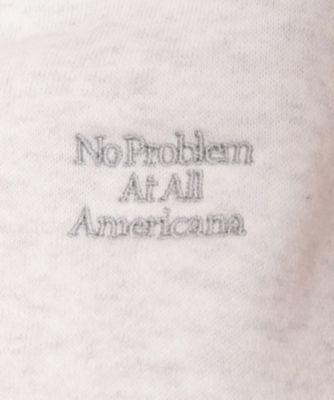 No Problem
At All
Americana